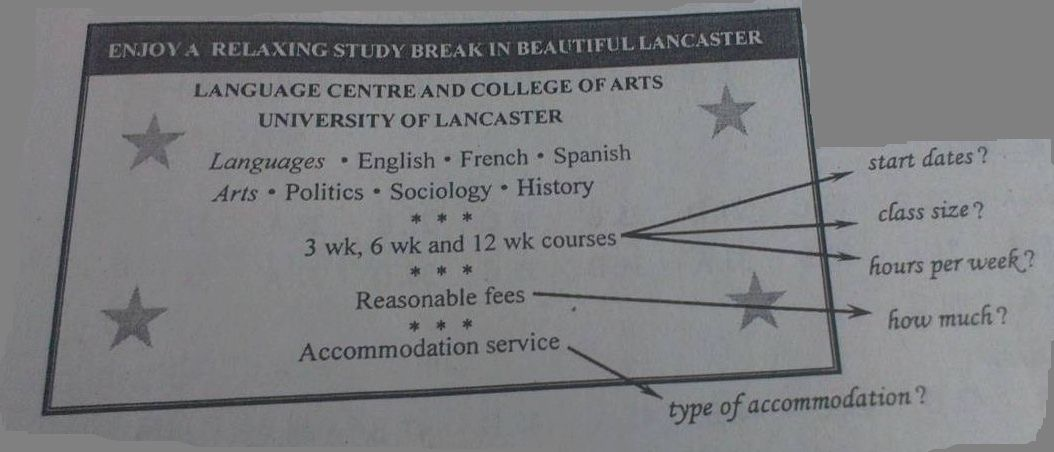 ENJOY A RELAXING STUDY BREAK IN BEAUTIFUL LANCASTER
LANGUAGE CENTRE AND COLLEGE OF ARTS
UNIVERSITY OF LANCASTER
Languages • English • French • Spanish
Arts • Politics • Sociology • History
* * *
3 wk, 6 wk and 12 wk courses
* * *
Reasonable fees
* * *
Accommodation service
start dates?
class size?
hours per week?
how much?
type of accommodation?